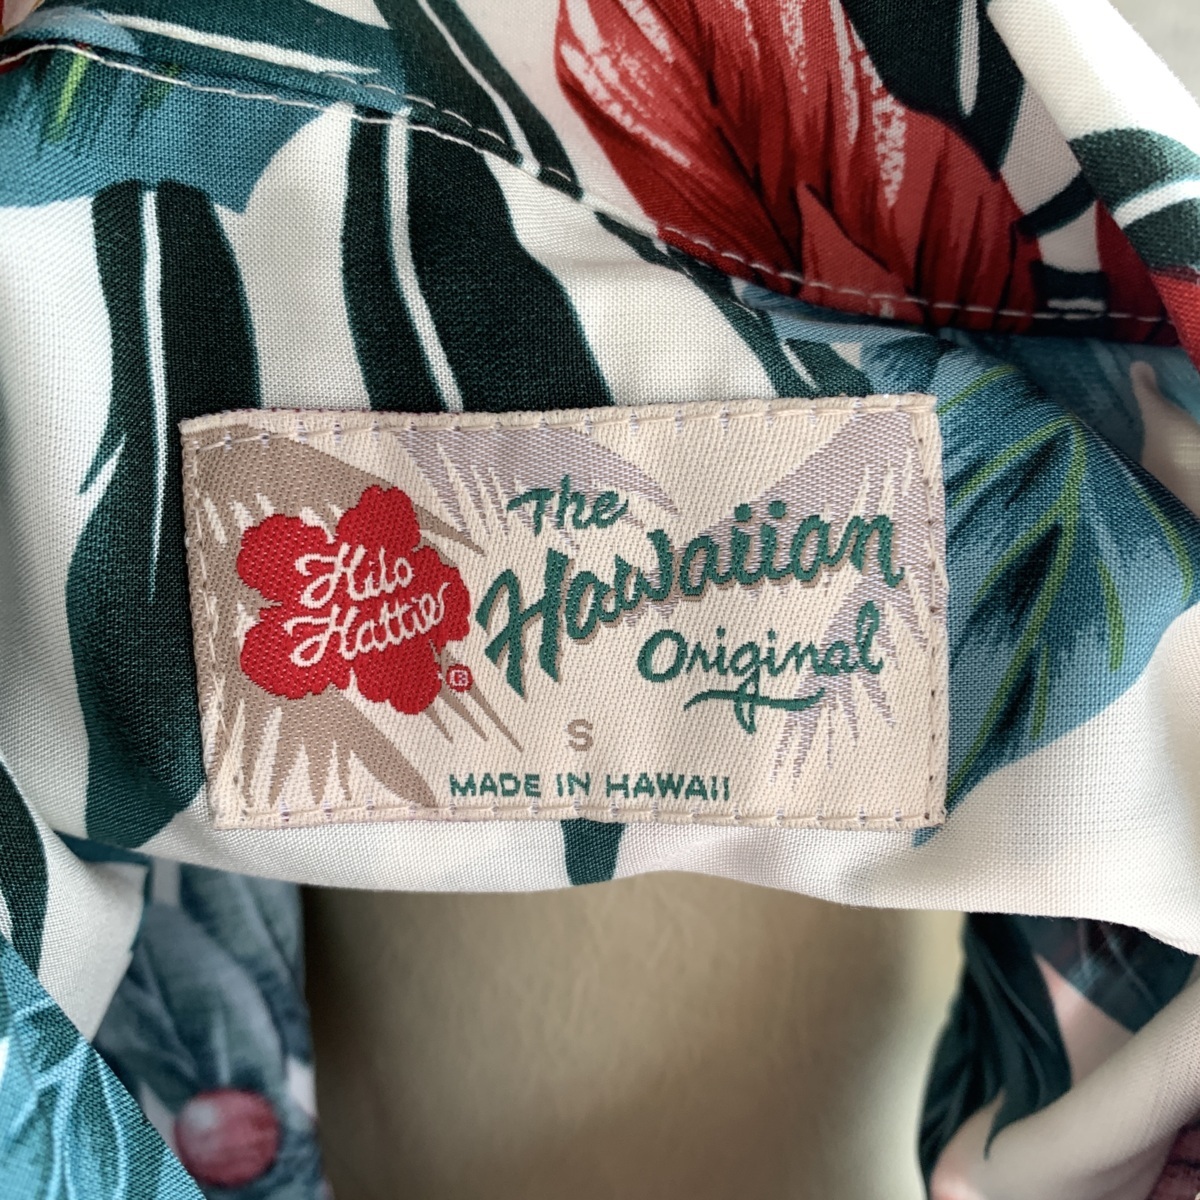 Hilo
Hattie
®
The
Hawaiian
Original
S
MADE IN HAWAII